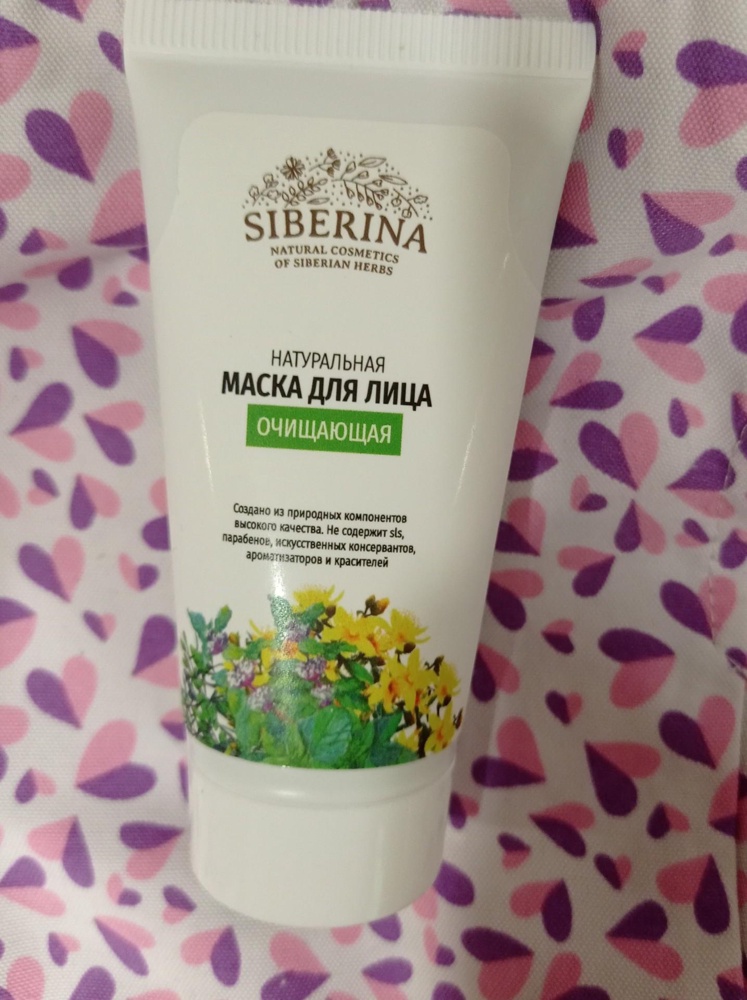 SIBERINA
NATURAL COSMETICS
OF SIBERIAN HERBS
НАТУРАЛЬНАЯ
МАСКА ДЛЯ ЛИЦА
ОЧИЩАЮЩАЯ
Создано из природных компонентов
высокого качества. Не содержит sls,
парабенов, искусственных консервантов,
ароматизаторов и красителей